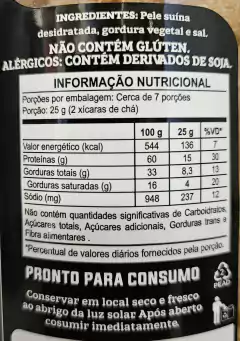 INGREDIENTES: Pele suína
desidratada, gordura vegetal e sal.
NÃO CONTÉM GLÚTEN.
ALÉRGICOS: CONTÉM DERIVADOS DE SOJA.
INFORMAÇÃO NUTRICIONAL
Porções por embalagem: Cerca de 7 porções
Porção: 25 g (2 xícaras de chá)
100 g 25 g %VD*
Valor energético (kcal) 544 136 7
Proteínas (g) 60 15 30
Gorduras totais (g) 33 8,3 13
Gorduras saturadas (g) 16 4 20
Sódio (mg) 948 237 12
Não contém quantidades significativas de Carboidratos,
Açúcares totais, Açúcares adicionais, Gorduras trans e
Fibra alimentares .
*Percentual de valores diários fornecidos pela porção.
PRONTO PARA CONSUMO
Conservar em local seco e fresco
ao abrigo da luz solar. Após aberto
cosumir imediatamente.